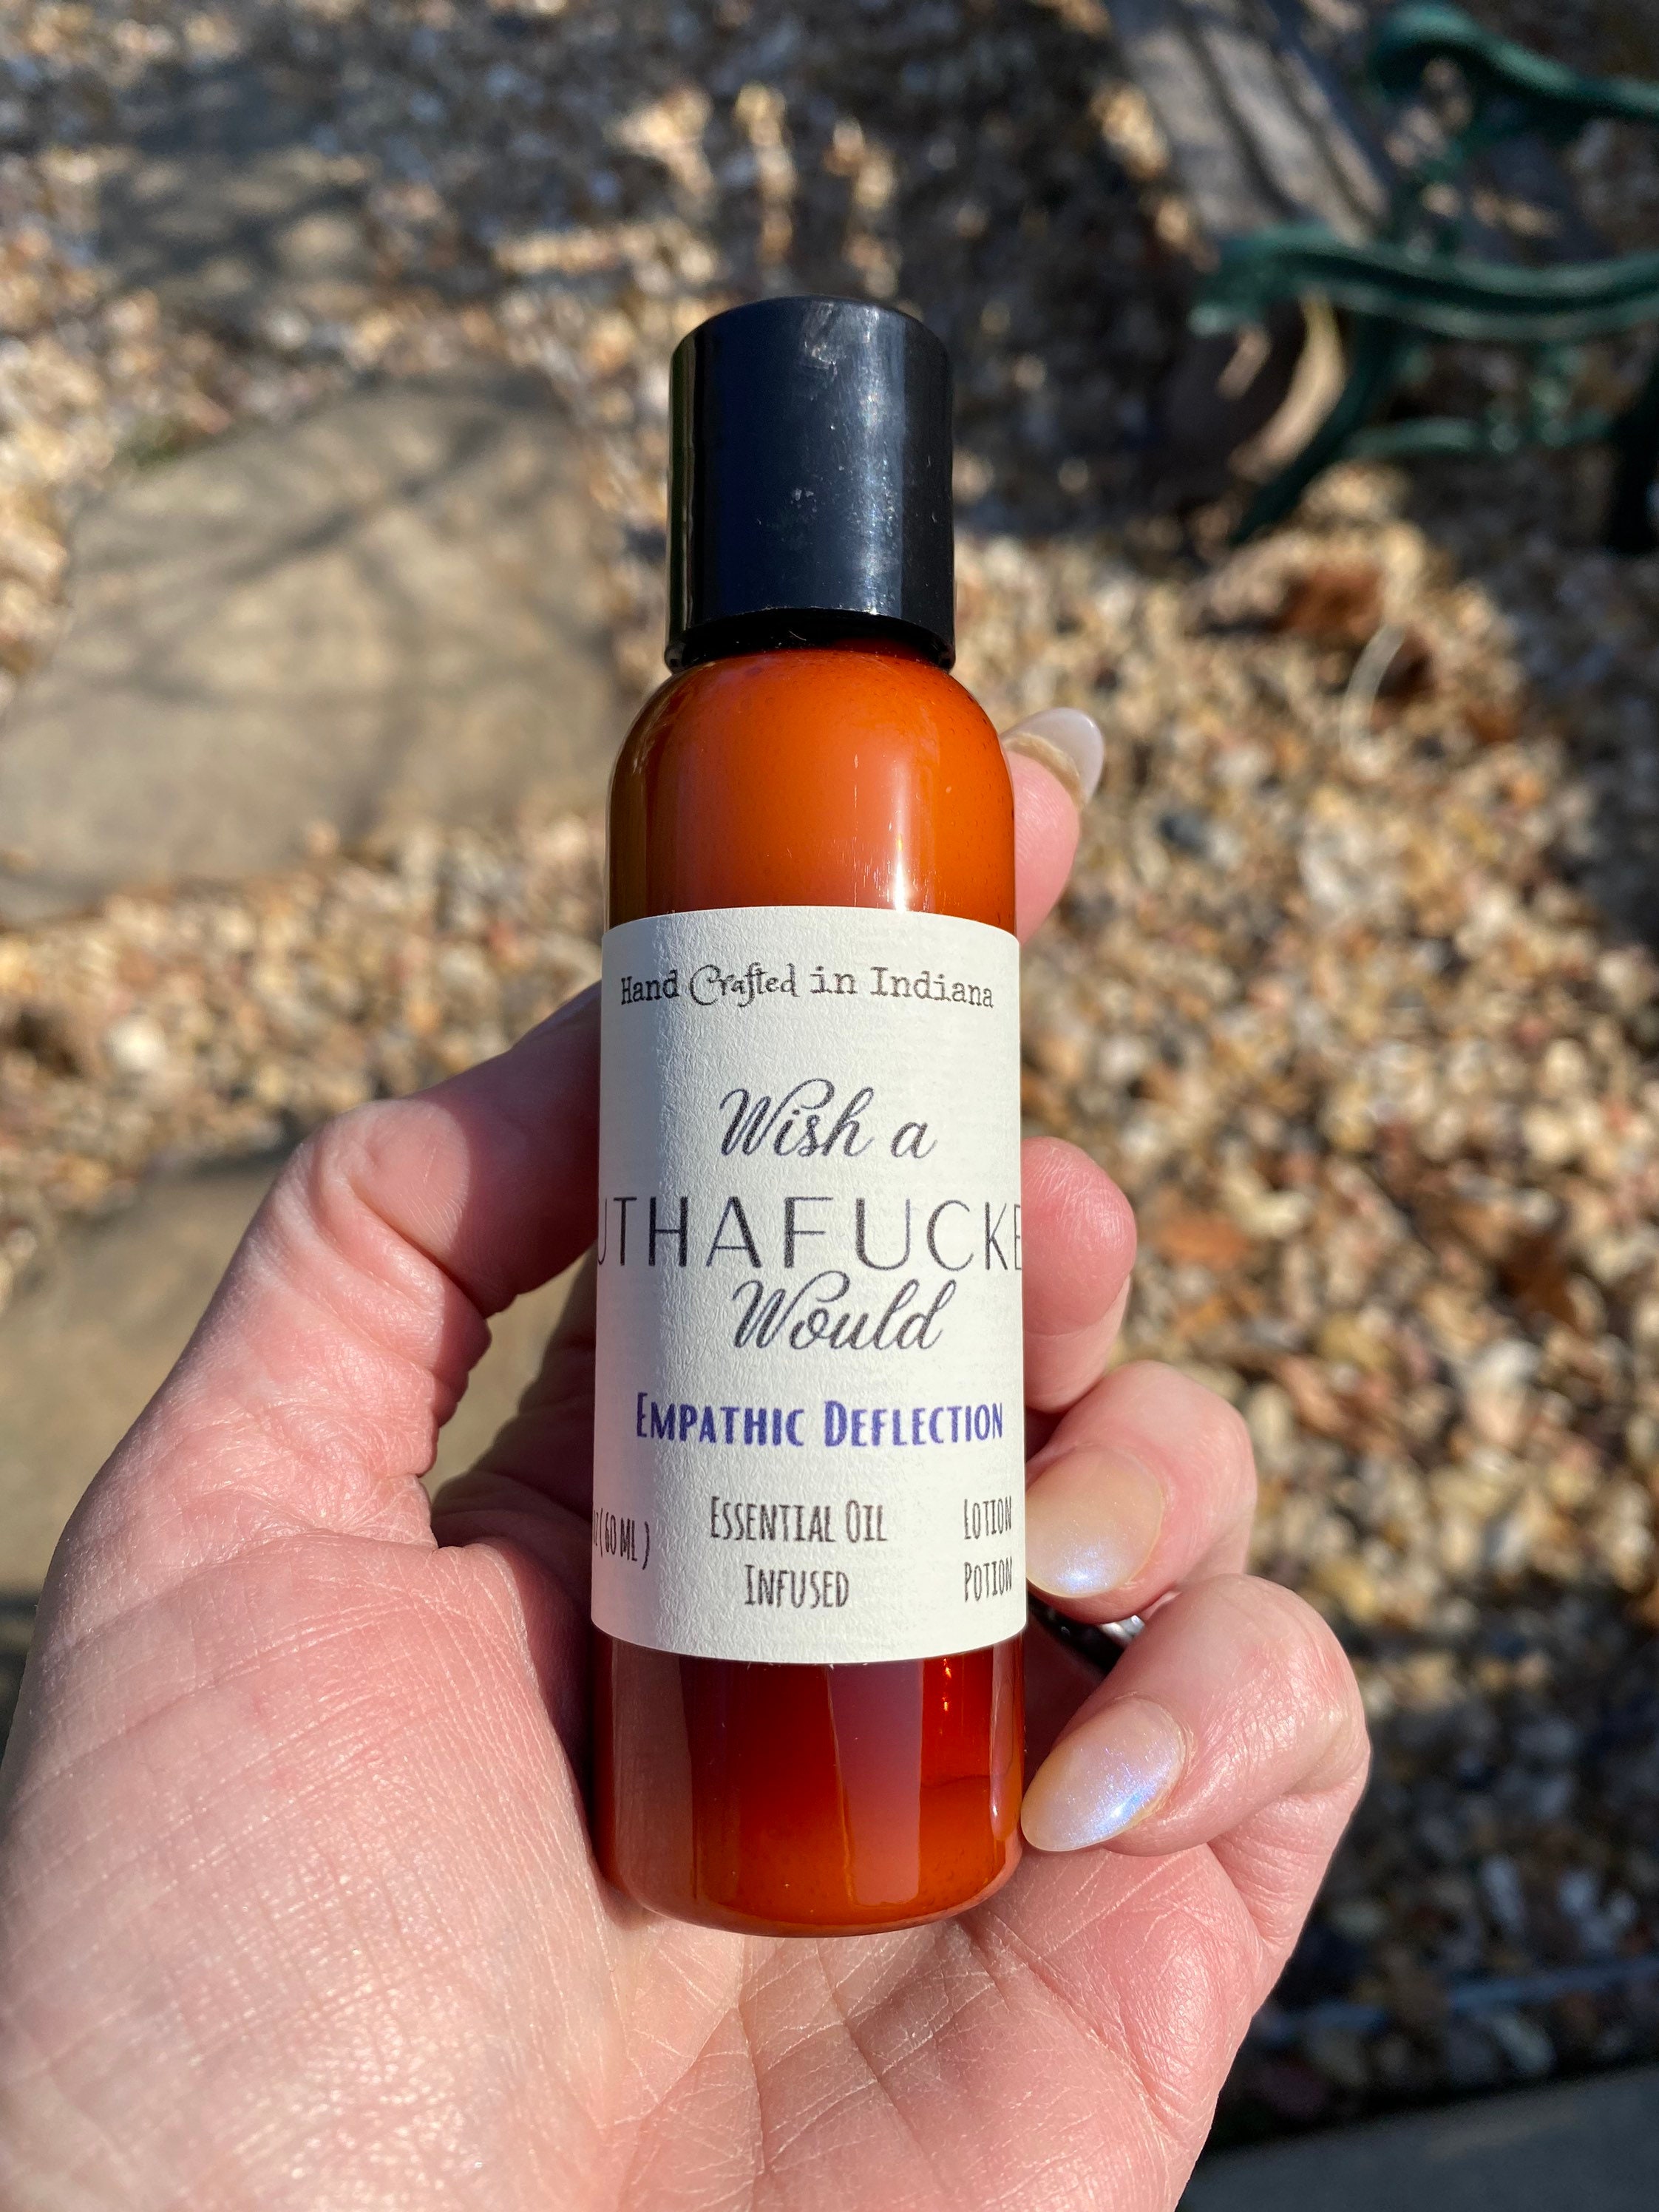 Hand Crafted in Indiana
Wish a
UTHAFUCKE
Would
EMPATHIC DEFLECTION
ESSENTIAL OIL
INFUSED
(60 ML)
LOTION
POTION